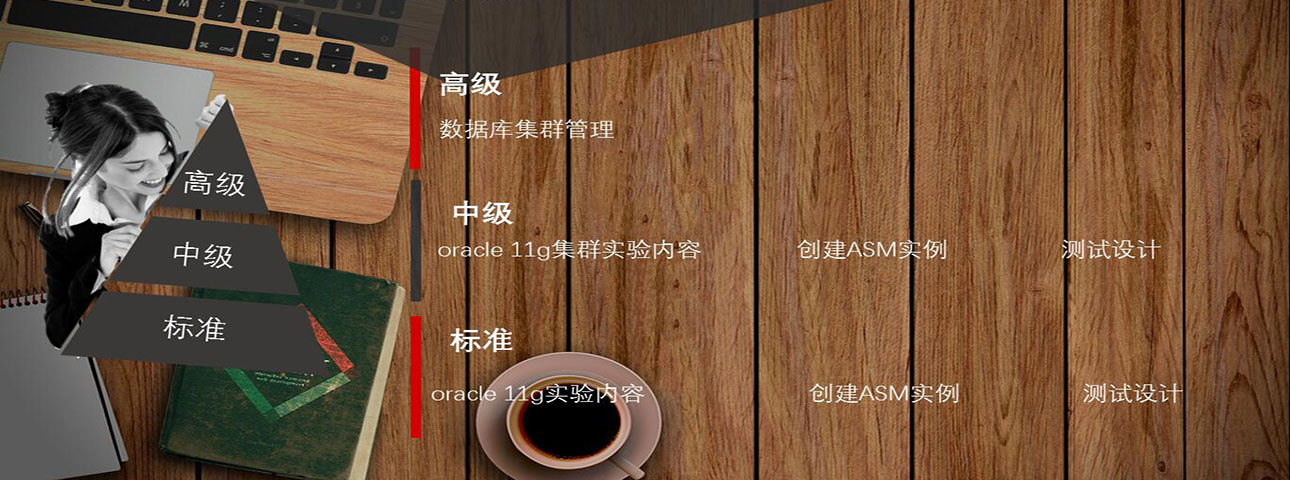 高级
数据库集群管理
高级
中级
oracle 11g集群实验内容 创建ASM实例 测试设计
中级
标准
标准
oracle 11g实验内容 创建ASM实例 测试设计